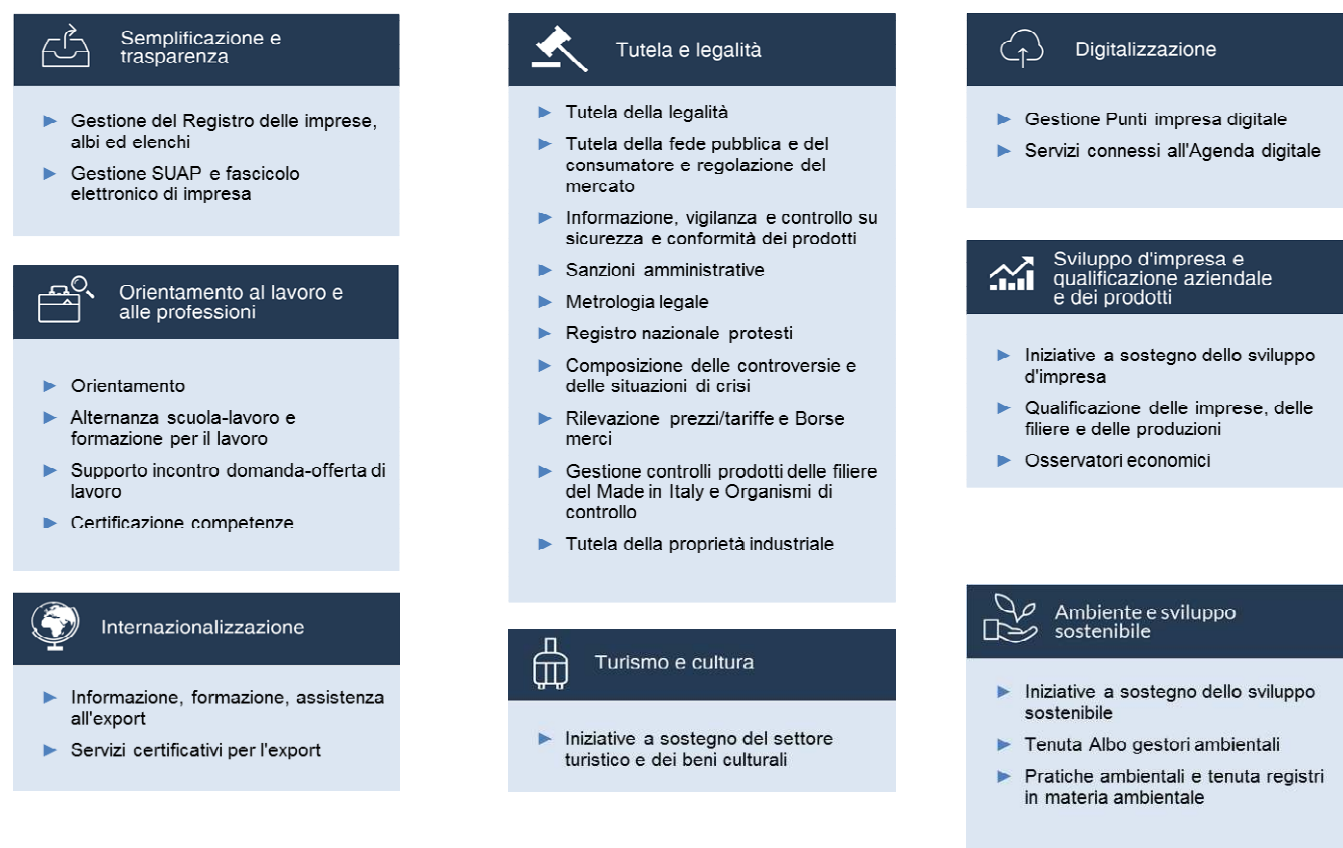 Semplificazione e
trasparenza
Gestione del Registro delle imprese,
albi ed elenchi
Gestione SUAP e fascicolo
elettronico di impresa
Orientamento al lavoro e
alle professioni
Orientamento
Alternanza scuola-lavoro e
formazione per il lavoro
Supporto incontro domanda-offerta di
lavoro
Certificazione competenze
Internazionalizzazione
Informazione, formazione, assistenza
all'export
Servizi certificativi per l'export
Tutela e legalità
Tutela della legalità
Tutela della fede pubblica e del
consumatore e regolazione del
mercato
Informazione, vigilanza e controllo su
sicurezza e conformità dei prodotti
Sanzioni amministrative
Metrologia legale
Registro nazionale protesti
Composizione delle controversie e
delle situazioni di crisi
Rilevazione prezzi/tariffe e Borse
merci
Gestione controlli prodotti delle filiere
del Made in Italy e Organismi di
controllo
Tutela della proprietà industriale
Turismo e cultura
Iniziative a sostegno del settore
turistico e dei beni culturali
Digitalizzazione
Gestione Punti impresa digitale
Servizi connessi all'Agenda digitale
Sviluppo d'impresa e
qualificazione aziendale
e dei prodotti
Iniziative a sostegno dello sviluppo
d'impresa
Qualificazione delle imprese, delle
filiere e delle produzioni
Osservatori economici
Ambiente e sviluppo
sostenibile
Iniziative a sostegno dello sviluppo
sostenibile
Tenuta Albo gestori ambientali
Pratiche ambientali e tenuta registri
in materia ambientale